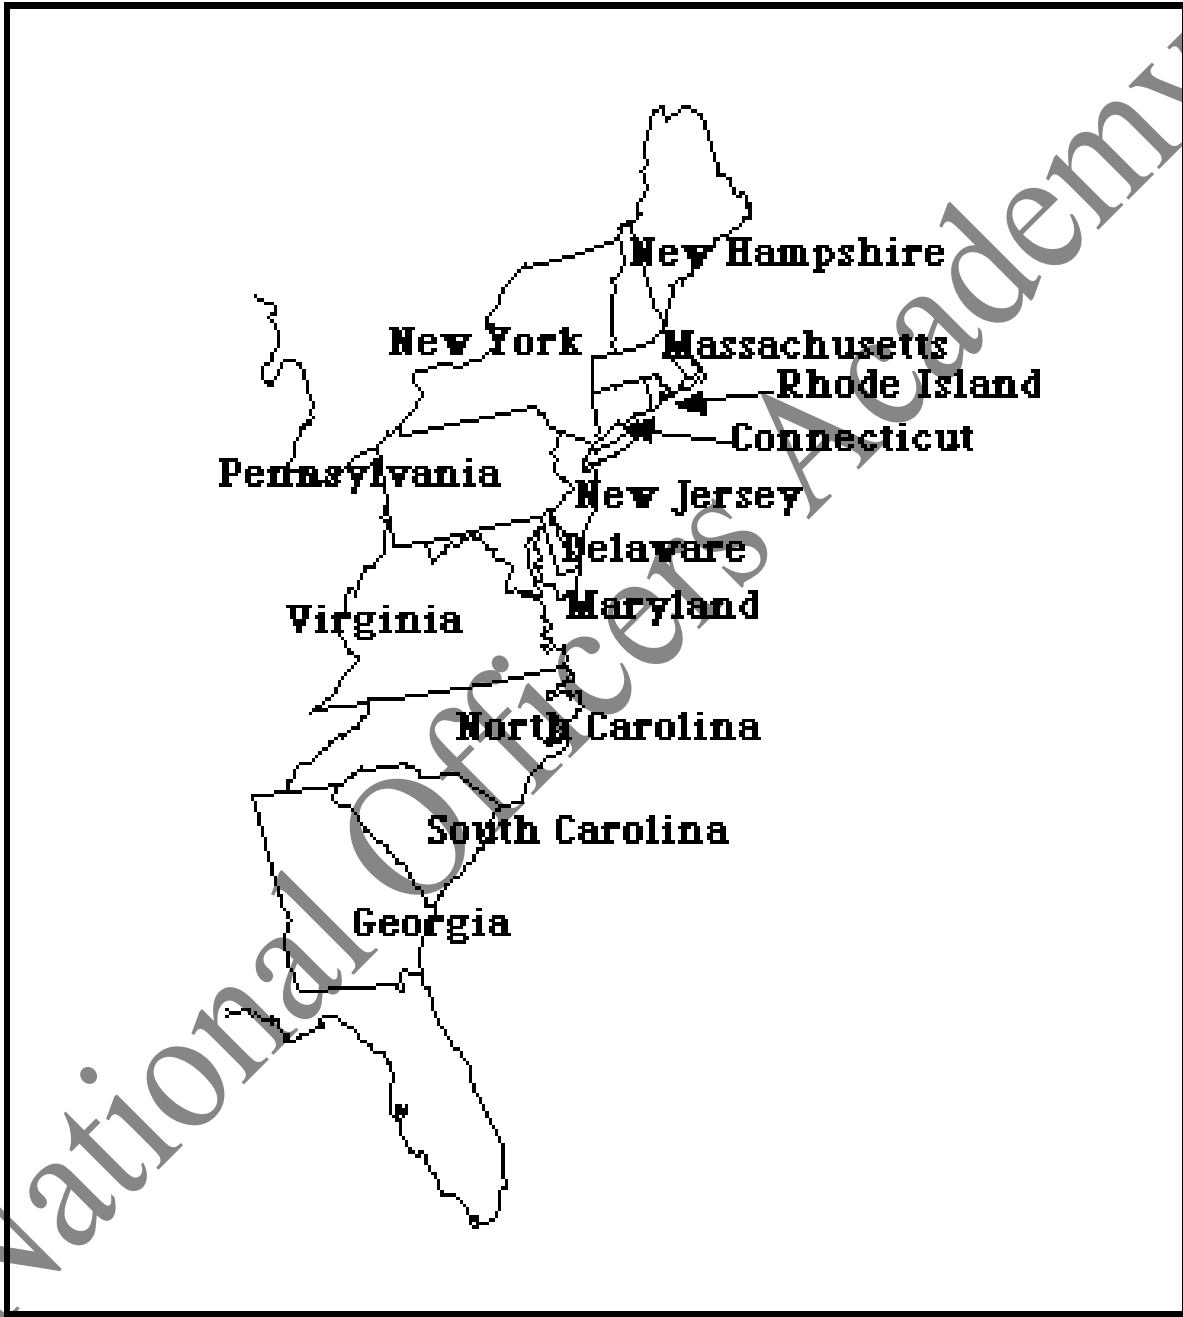 New Hampshire
New York
Massachusetts
Rhode Island
Connecticut
Pennsylvania
New Jersey
Delaware
Maryland
Virginia
North Carolina
South Carolina
Georgia
National Officers Academy